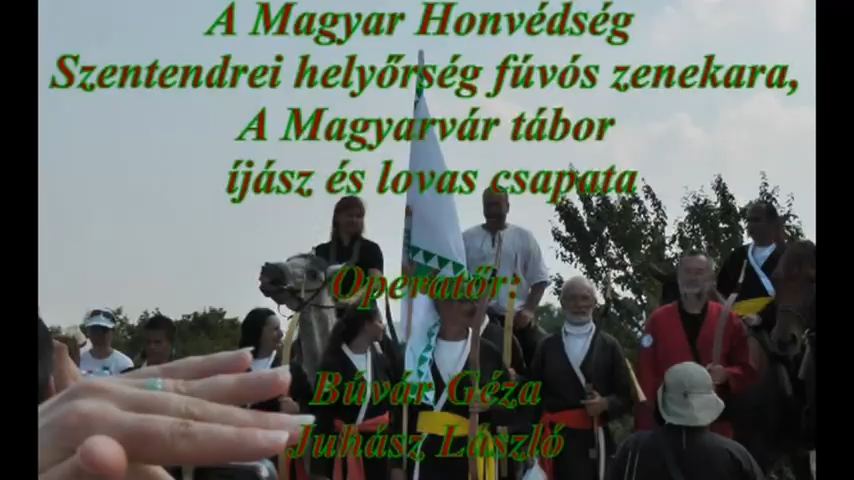 A Magyar Honvédség
Szentendrei helyőrség fúvós zenekara,
A Magyarvár tábor
íjász és lovas csapata
Operatőr:
Búvár Géza
Juhász László